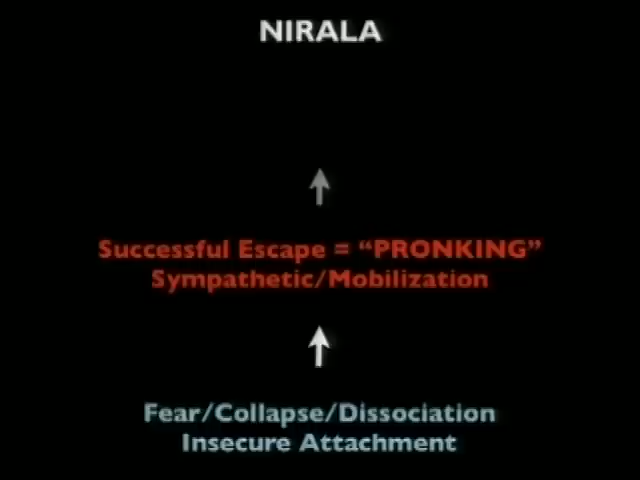 NIRALA
Successful Escape = “PRONKING”
Sympathetic/Mobilization
Fear/Collapse/Dissociation
Insecure Attachment